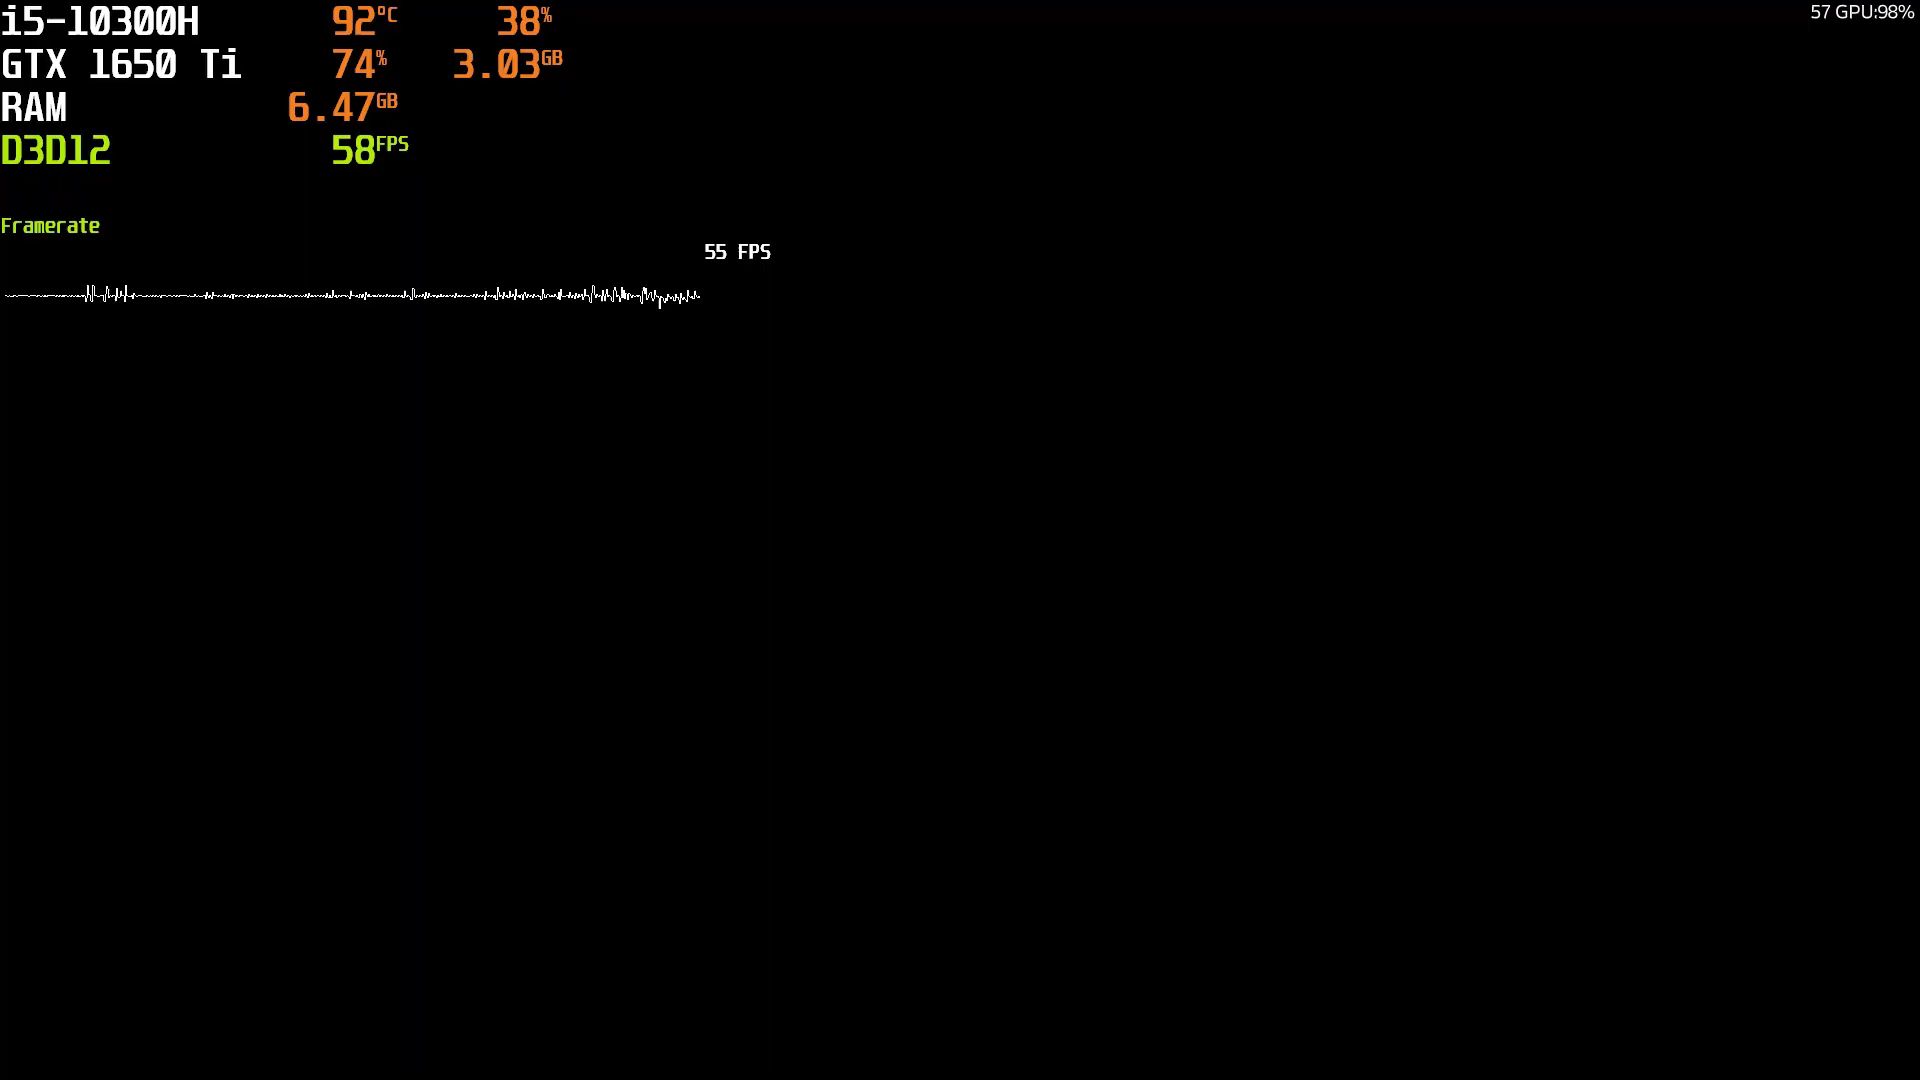 i5-10300H 92°C 38%
57 GPU:98%
GTX 1650 Ti 74% 3.03GB
RAM 6.47GB
D3D12 58FPS
Framerate
55 FPS